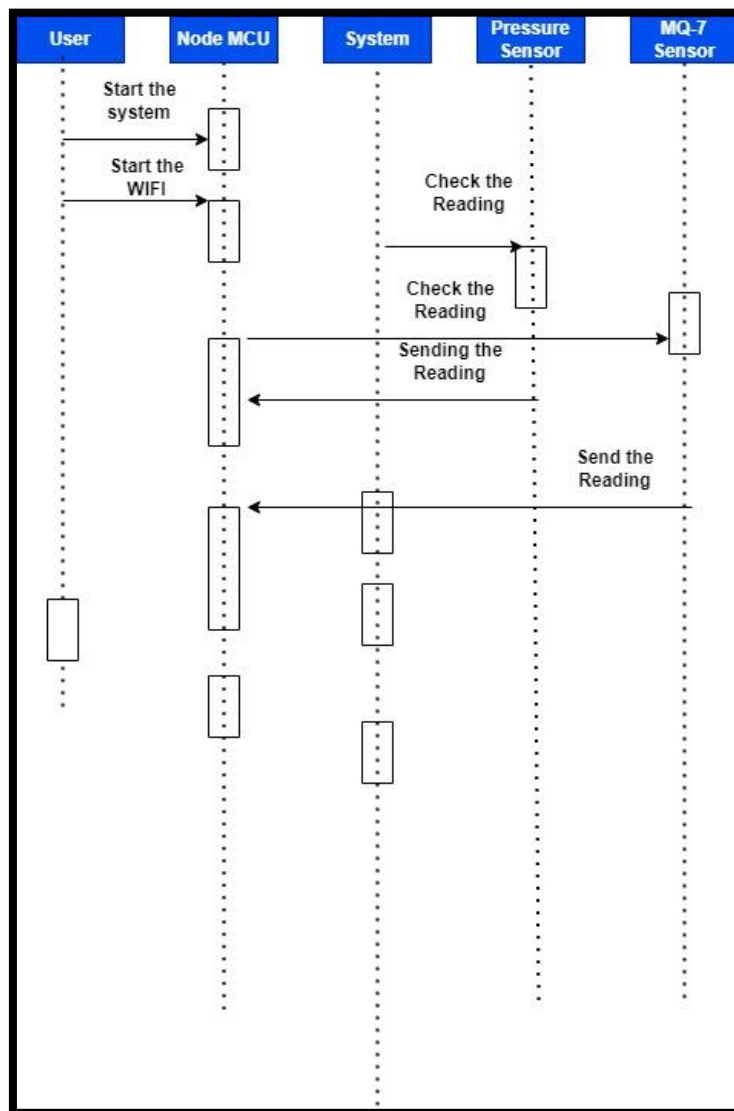 User
Node MCU
System
Pressure
Sensor
MQ-7
Sensor
Start the
system
Start the
WIFI
Check the
Reading
Check the
Reading
Sending the
Reading
Send the
Reading